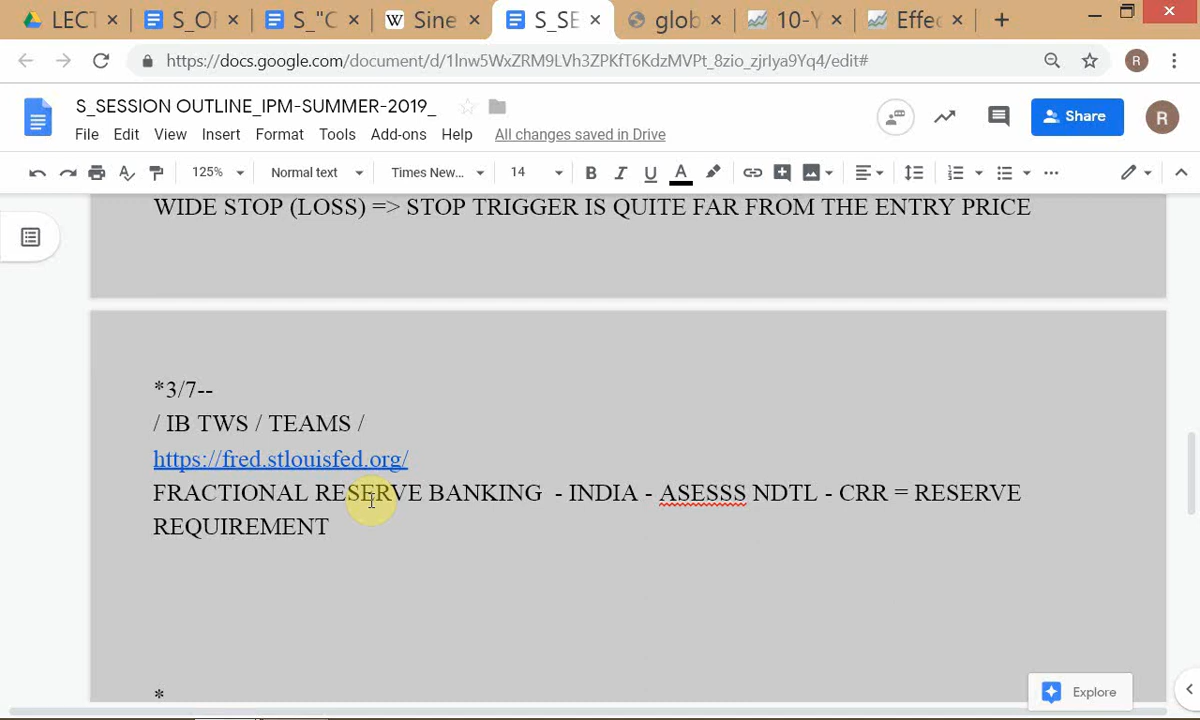 LECT S_OI S_"C Sine S_SE glob 10-Y Effec
https://docs.google.com/document/d/1lnw5WxZRM9LVh3ZPKfT6KdzMVPt_8zio_zjrIya9Yq4/edit# R
S_SESSION OUTLINE_IPM-SUMMER-2019_
File Edit View Insert Format Tools Add-ons Help All changes saved in Drive Share R
125% Normal text Times New... 14 B I U A
WIDE STOP (LOSS) => STOP TRIGGER IS QUITE FAR FROM THE ENTRY PRICE
*3/7--
/ IB TWS / TEAMS /
https://fred.stlouisfed.org/
FRACTIONAL RESERVE BANKING - INDIA - ASESSS NDTL - CRR = RESERVE
REQUIREMENT
*
Explore